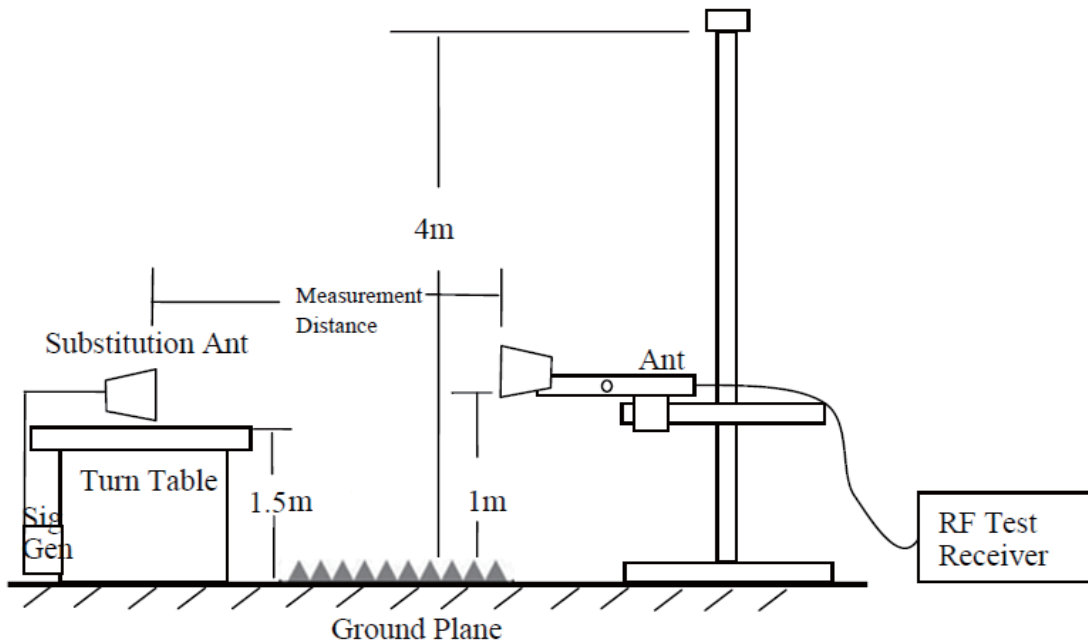 4m
Measurement
Distance
Substitution Ant
Ant
Turn Table
1.5m
1m
Sig
Gen
RF Test
Receiver
Ground Plane